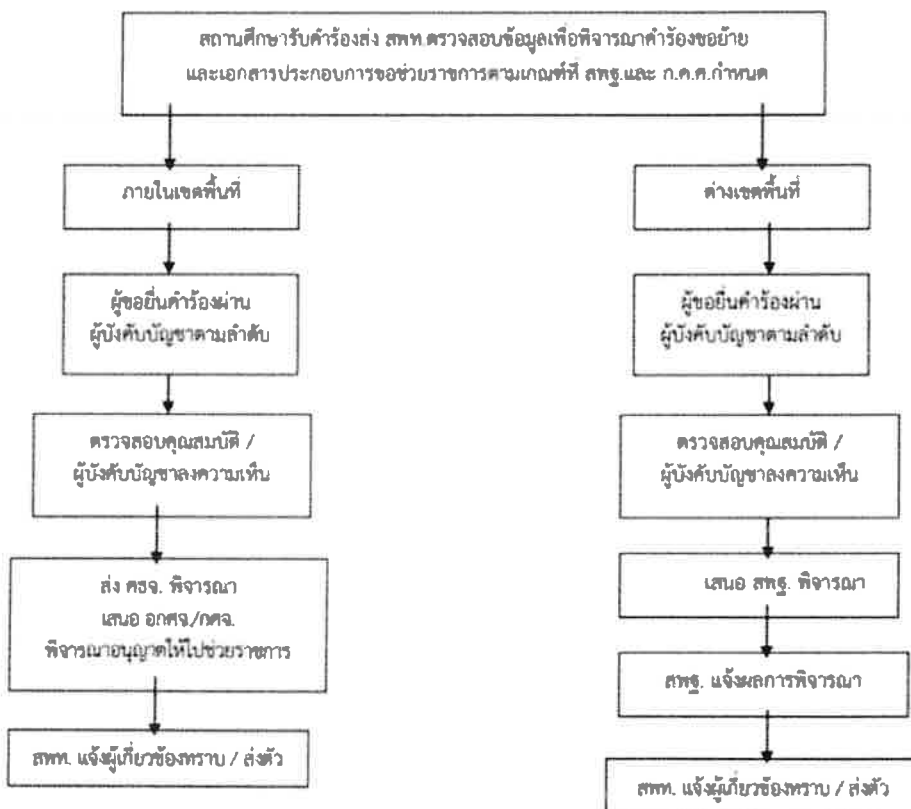 สถานศึกษารับคำร้องส่ง สพท.ตรวจสอบข้อมูลเพื่อพิจารณาคำร้องขอย้าย
และเอกสารประกอบการขอช่วยราชการตามเกณฑ์ที่ สพฐ.และ ก.ค.ศ.กำหนด
ภายในเขตพื้นที่
ผู้ขอยื่นคำร้องผ่าน
ผู้บังคับบัญชาตามลำดับ
ตรวจสอบคุณสมบัติ /
ผู้บังคับบัญชาลงความเห็น
ส่ง ศธจ. พิจารณา
เสนอ อกศจ./กศจ.
พิจารณาอนุญาตให้ไปช่วยราชการ
สพท. แจ้งผู้เกี่ยวข้องทราบ / ส่งตัว
ต่างเขตพื้นที่
ผู้ขอยื่นคำร้องผ่าน
ผู้บังคับบัญชาตามลำดับ
ตรวจสอบคุณสมบัติ /
ผู้บังคับบัญชาลงความเห็น
เสนอ สพฐ. พิจารณา
สพฐ. แจ้งผลการพิจารณา
สพท. แจ้งผู้เกี่ยวข้องทราบ / ส่งตัว